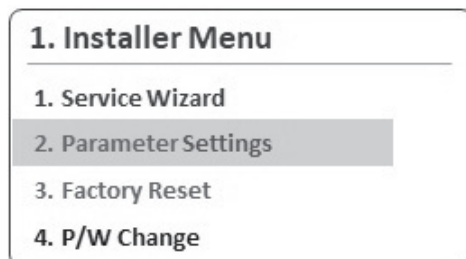 1. Installer Menu
1. Service Wizard
2. Parameter Settings
3. Factory Reset
4. P/W Change